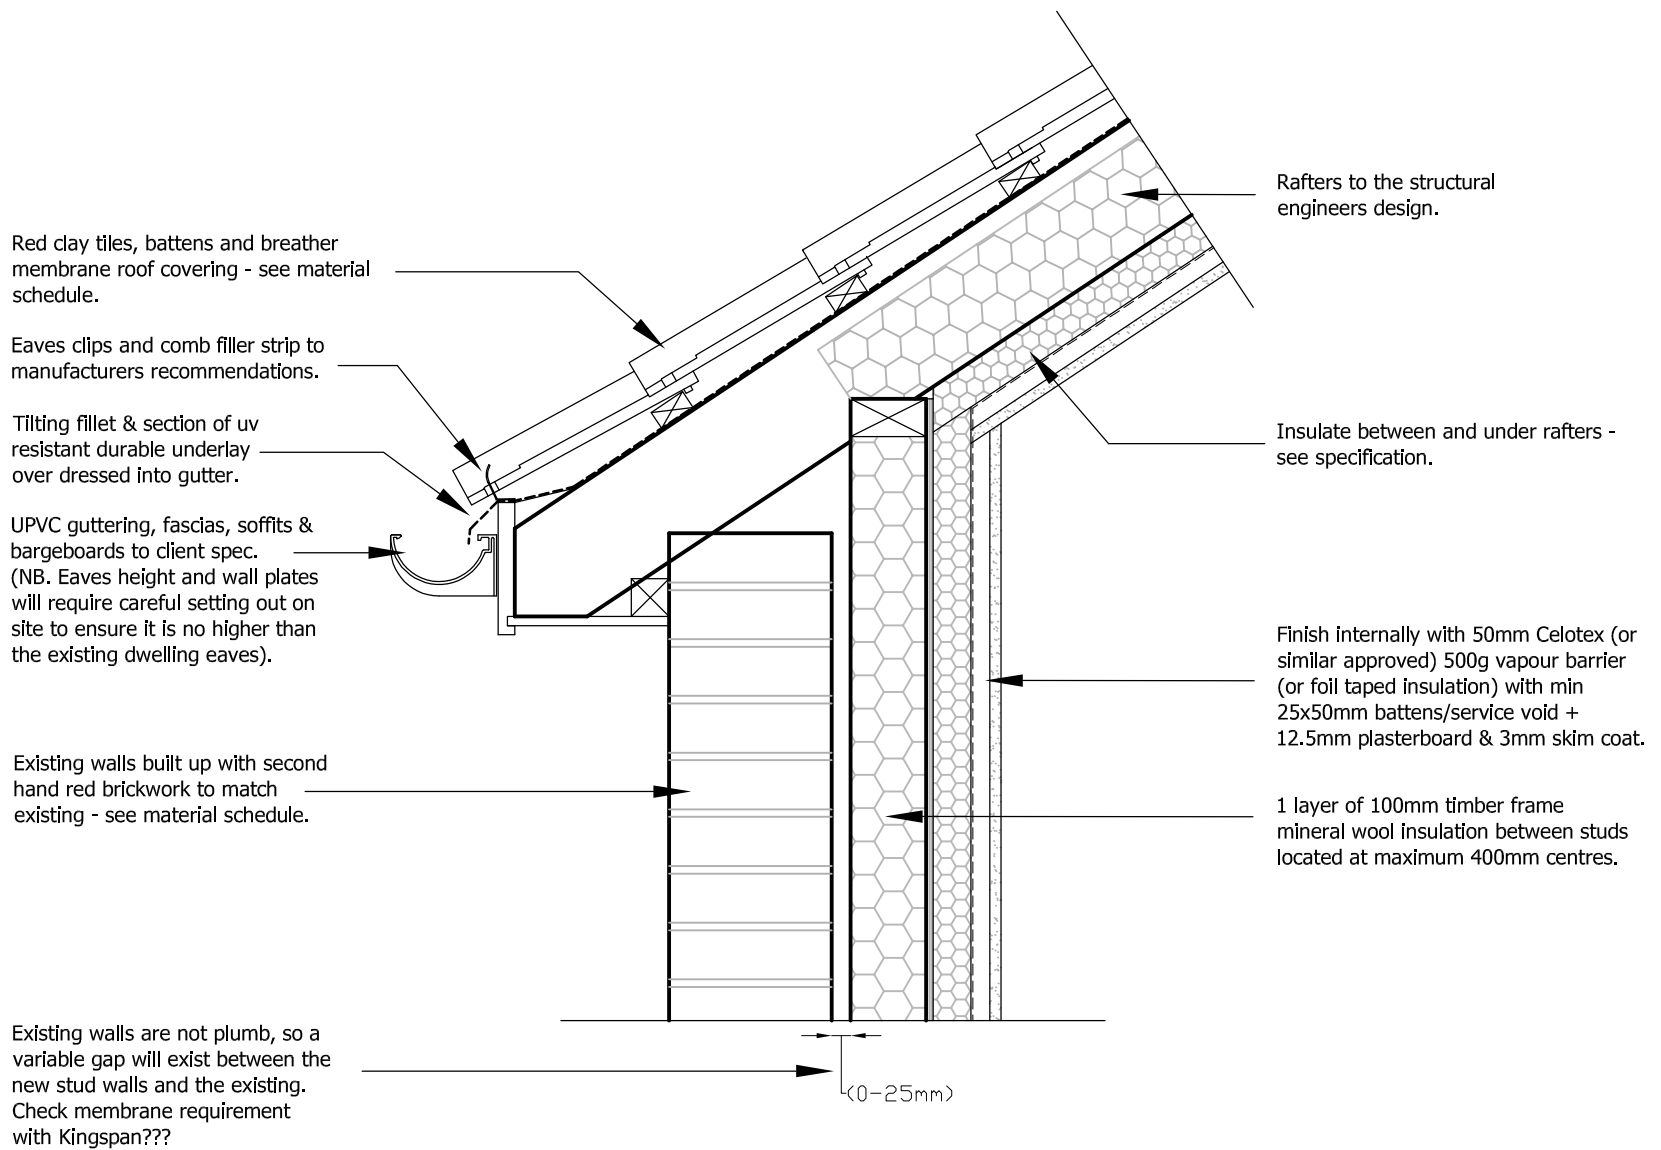 Red clay tiles, battens and breather
membrane roof covering - see material
schedule.
Eaves clips and comb filler strip to
manufacturers recommendations.
Tilting fillet & section of uv
resistant durable underlay
over dressed into gutter.
UPVC guttering, fascias, soffits &
bargeboards to client spec.
(NB. Eaves height and wall plates
will require careful setting out on
site to ensure it is no higher than
the existing dwelling eaves).
Existing walls built up with second
hand red brickwork to match
existing - see material schedule.
Existing walls are not plumb, so a
variable gap will exist between the
new stud walls and the existing.
Check membrane requirement
with Kingspan???
(0-25mm)
Rafters to the structural
engineers design.
Insulate between and under rafters -
see specification.
Finish internally with 50mm Celotex (or
similar approved) 500g vapour barrier
(or foil taped insulation) with min
25x50mm battens/service void +
12.5mm plasterboard & 3mm skim coat.
1 layer of 100mm timber frame
mineral wool insulation between studs
located at maximum 400mm centres.